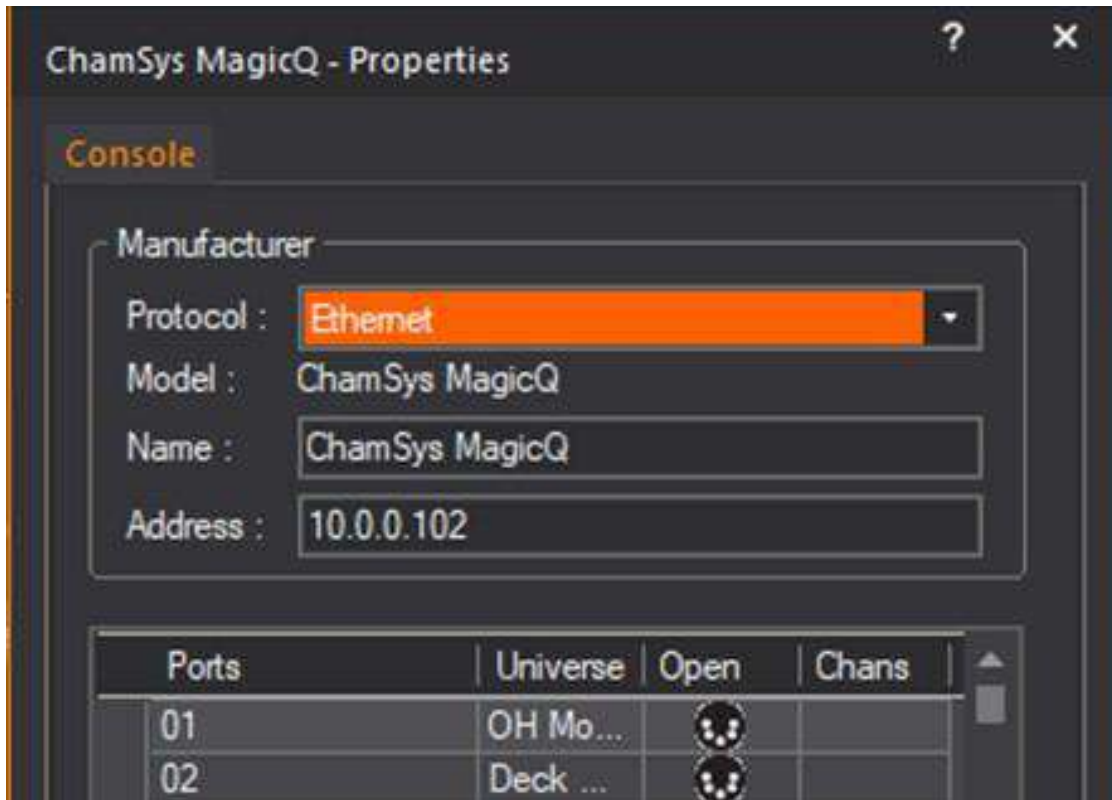 ChamSys MagicQ - Properties ? ×
Console
Manufacturer
Protocol : Ethernet
Model : ChamSys MagicQ
Name : ChamSys MagicQ
Address : 10.0.0.102
Ports Universe Open Chans
01 OH Mo...
02 Deck ...